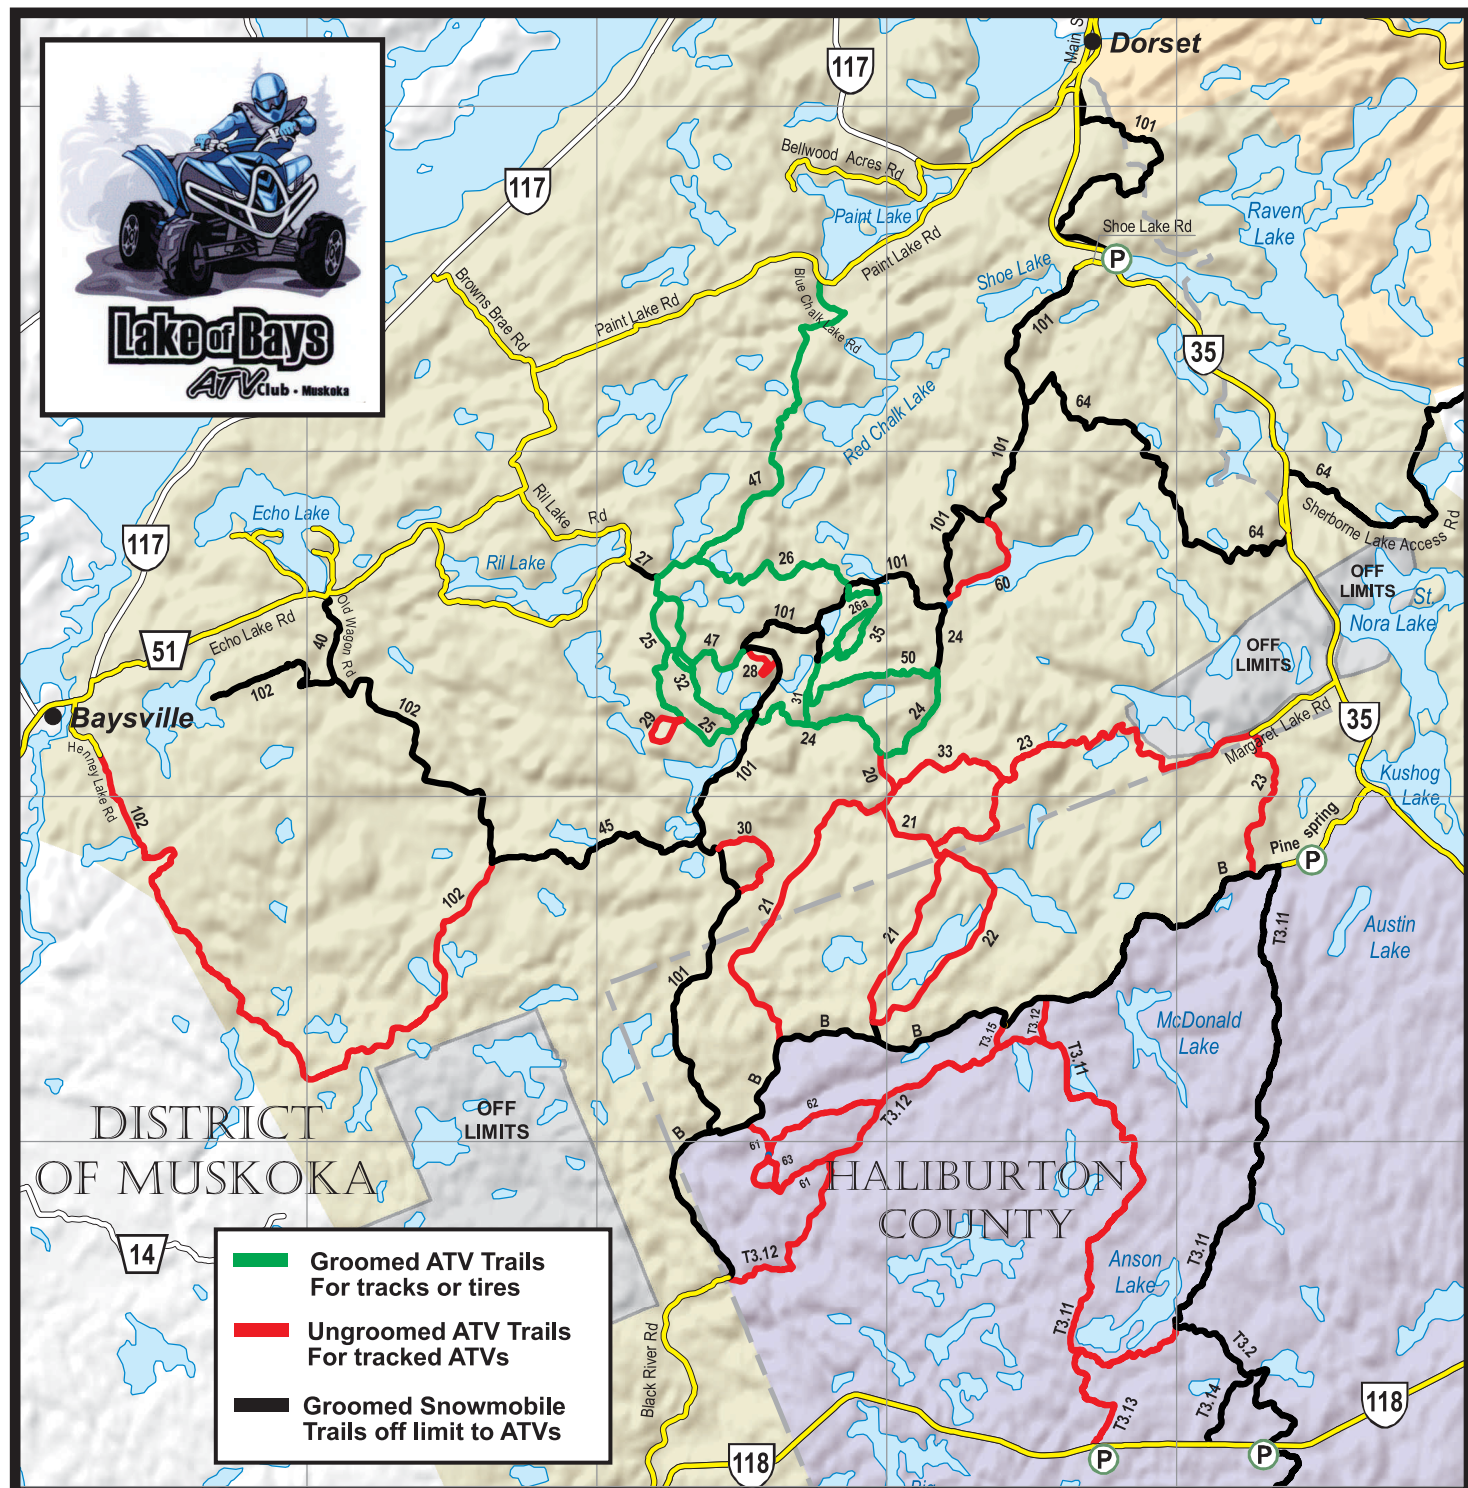 Lake of Bays
ATV Club • Muskoka
Dorset
Main S
117
101
Bellwood Acres Rd
117
Paint Lake
Raven
Lake
Shoe Lake Rd
Paint Lake Rd
P
Shoe Lake
Browns Brae Rd
Blue Chalk Lake Rd
Paint Lake Rd
101
35
Red Chalk Lake
64
101
47
64
Sherborne Lake Access Rd
Ril Lake Rd
Echo Lake
101
117
64
Ril Lake
27
26
101
60
OFF
LIMITS
St.
Nora Lake
26a
101
35
24
Old Wagon Rd
40
Echo Lake Rd
51
25
47
OFF
LIMITS
50
28
32
102
31
102
29
25
24
24
Margaret Lake Rd
35
Baysville
Henney Lake Rd
33
23
20
101
23
Kushog
Lake
102
45
30
21
Pine spring
P
B
102
21
21
22
T3.11
Austin
Lake
101
McDonald
Lake
B
B
T3.15
T3.12
T3.11
B
62
T3.12
OFF
LIMITS
DISTRICT
OF MUSKOKA
B
61
63
61
HALIBURTON
COUNTY
14
T3.12
T3.11
Anson
Lake
T3.11
Groomed ATV Trails
For tracks or tires
Ungroomed ATV Trails
For tracked ATVs
Groomed Snowmobile
Trails off limit to ATVs
Black River Rd
T3.2
T3.14
T3.13
118
118
P
P
Big